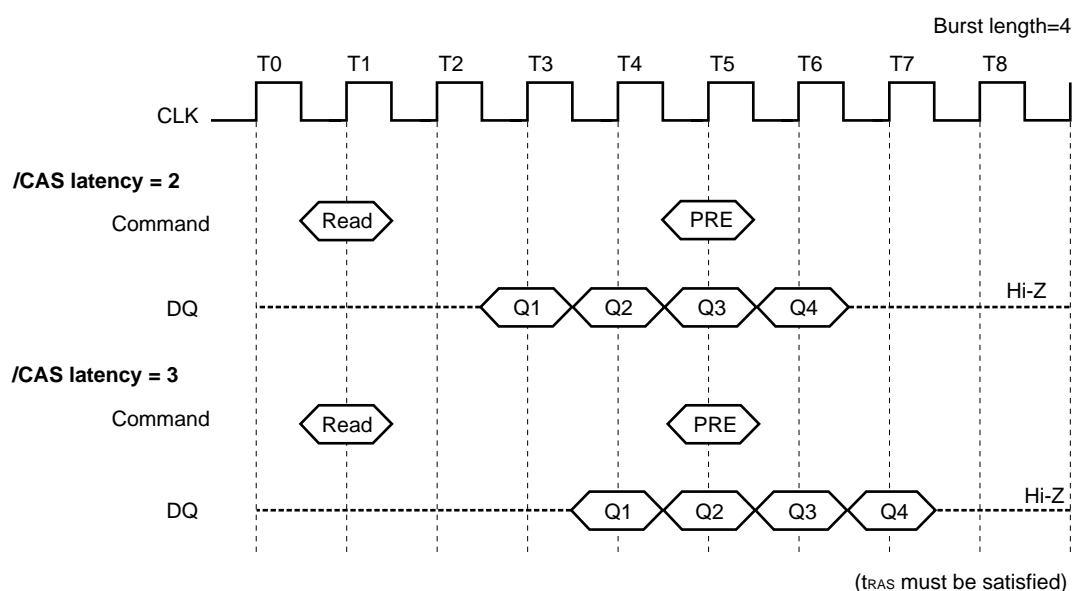 Burst length=4
T0 T1 T2 T3 T4 T5 T6 T7 T8
CLK
/CAS latency = 2
Command Read PRE
Hi-Z
DQ Q1 Q2 Q3 Q4
/CAS latency = 3
Command Read PRE
Hi-Z
DQ Q1 Q2 Q3 Q4
(tRAS must be satisfied)